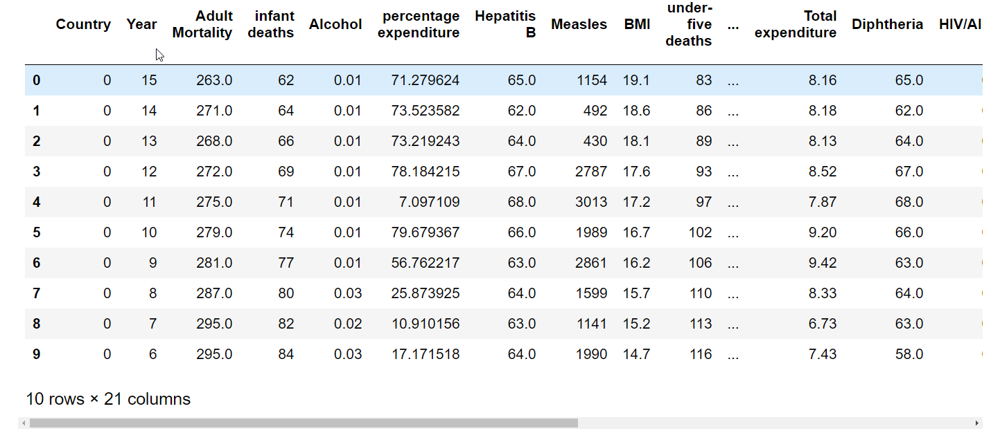 Country Year Adult Mortality infant deaths Alcohol percentage expenditure Hepatitis B Measles BMI under-five deaths ... Total expenditure Diphtheria HIV/AI
0 0 15 263.0 62 0.01 71.279624 65.0 1154 19.1 83 ... 8.16 65.0
1 0 14 271.0 64 0.01 73.523582 62.0 492 18.6 86 ... 8.18 62.0
2 0 13 268.0 66 0.01 73.219243 64.0 430 18.1 89 ... 8.13 64.0
3 0 12 272.0 69 0.01 78.184215 67.0 2787 17.6 93 ... 8.52 67.0
4 0 11 275.0 71 0.01 7.097109 68.0 3013 17.2 97 ... 7.87 68.0
5 0 10 279.0 74 0.01 79.679367 66.0 1989 16.7 102 ... 9.20 66.0
6 0 9 281.0 77 0.01 56.762217 63.0 2861 16.2 106 ... 9.42 63.0
7 0 8 287.0 80 0.03 25.873925 64.0 1599 15.7 110 ... 8.33 64.0
8 0 7 295.0 82 0.02 10.910156 63.0 1141 15.2 113 ... 6.73 63.0
9 0 6 295.0 84 0.03 17.171518 64.0 1990 14.7 116 ... 7.43 58.0
10 rows × 21 columns